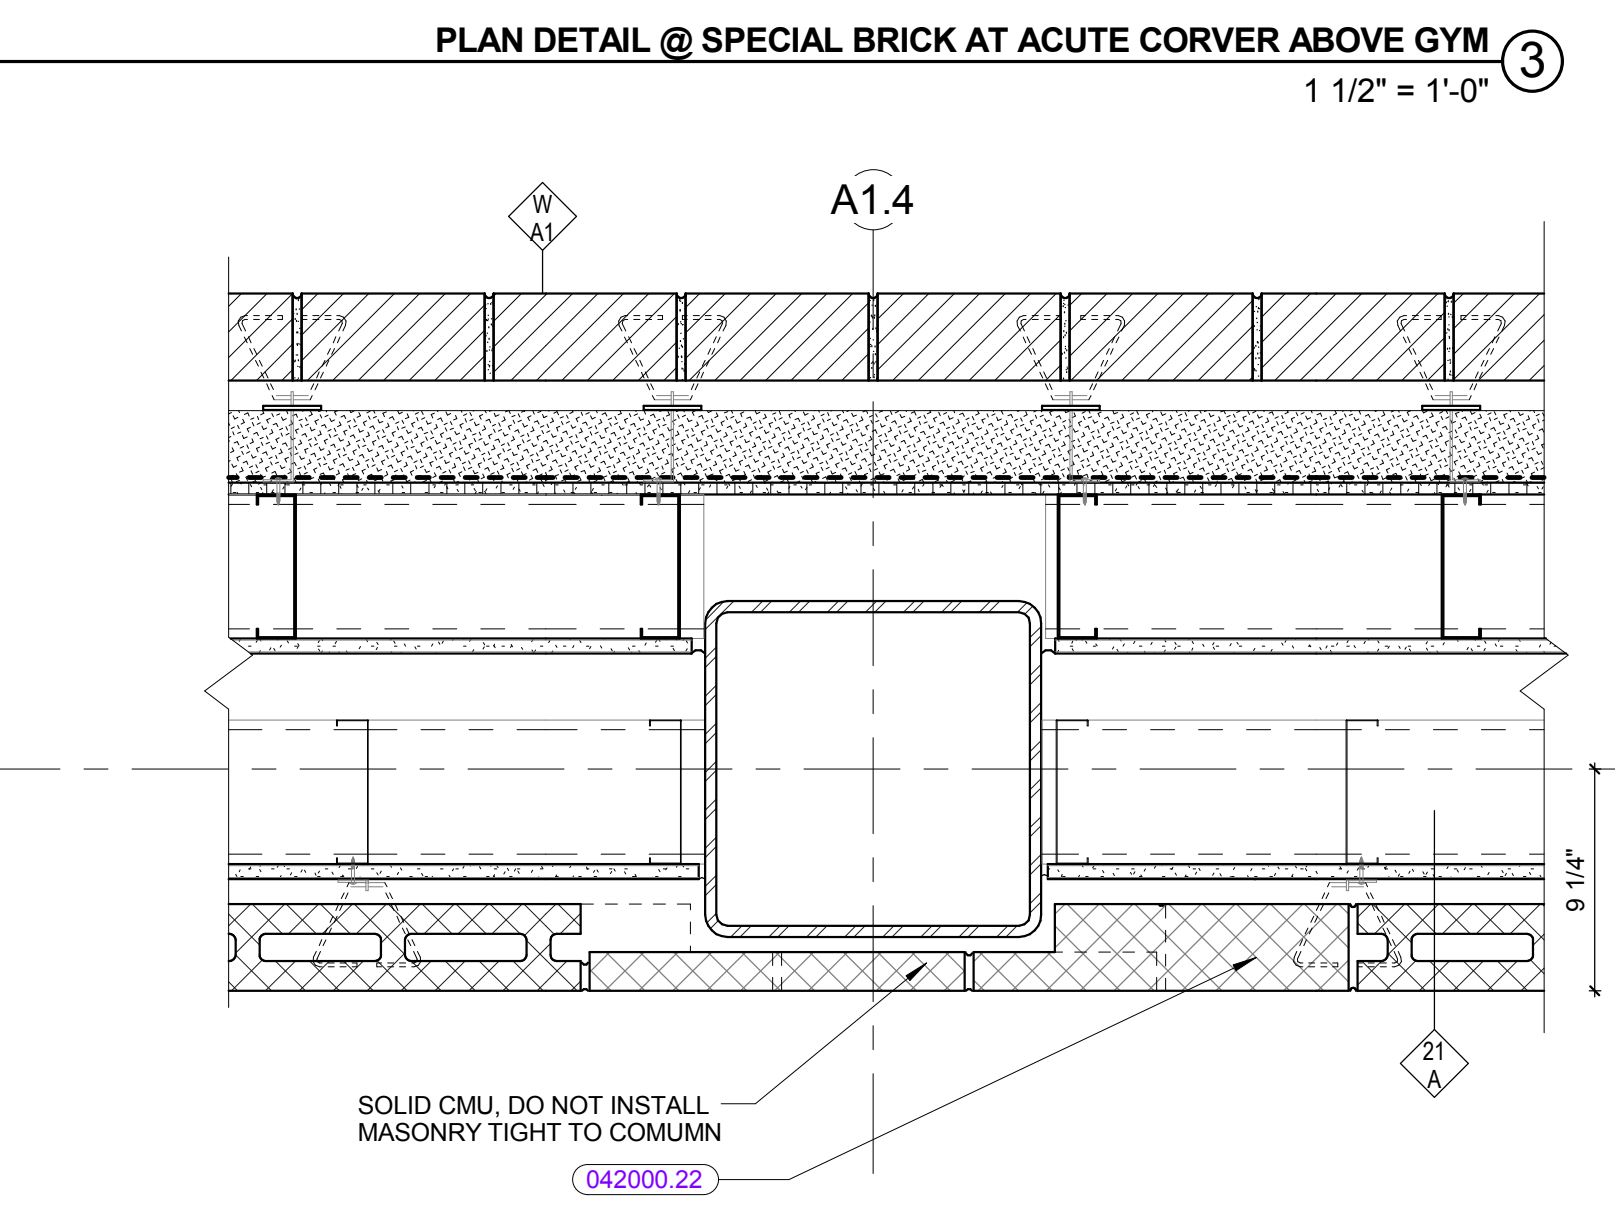 PLAN DETAIL @ SPECIAL BRICK AT ACUTE CORVER ABOVE GYM
3
1 1/2" = 1'-0"
W
A1
A1.4
9 1/4"
21
A
SOLID CMU, DO NOT INSTALL
MASONRY TIGHT TO COMUMN
042000.22